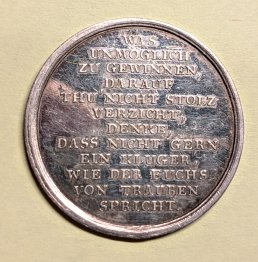 WAS
UNMÖGLICH
ZU GEWINNEN,
DARAUF
THU NICHT STOLZ
VERZICHT,
DENKE,
DASS NICHT GERN
EIN KLUGER,
WIE DER FUCHS
VON TRAUBEN
SPRICHT.